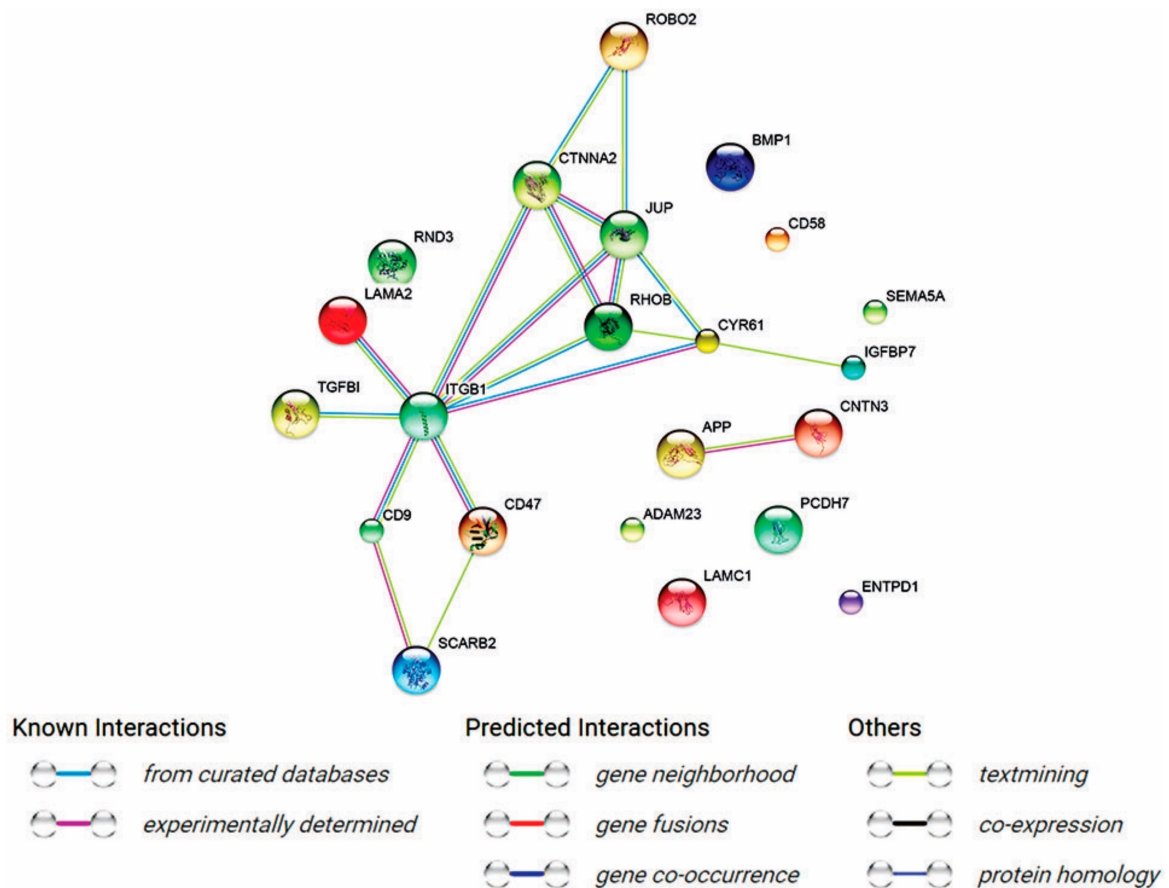 ROBO2
BMP1
CTNNA2
JUP
CD58
RND3
RHOB
SEMA5A
LAMA2
CYR61
IGFBP7
TGFBI
ITGB1
APP
CNTN3
CD9
CD47
ADAM23
PCDH7
LAMC1
ENTPD1
SCARB2
Known Interactions
from curated databases
experimentally determined
Predicted Interactions
gene neighborhood
gene fusions
gene co-occurrence
Others
textmining
co-expression
protein homology